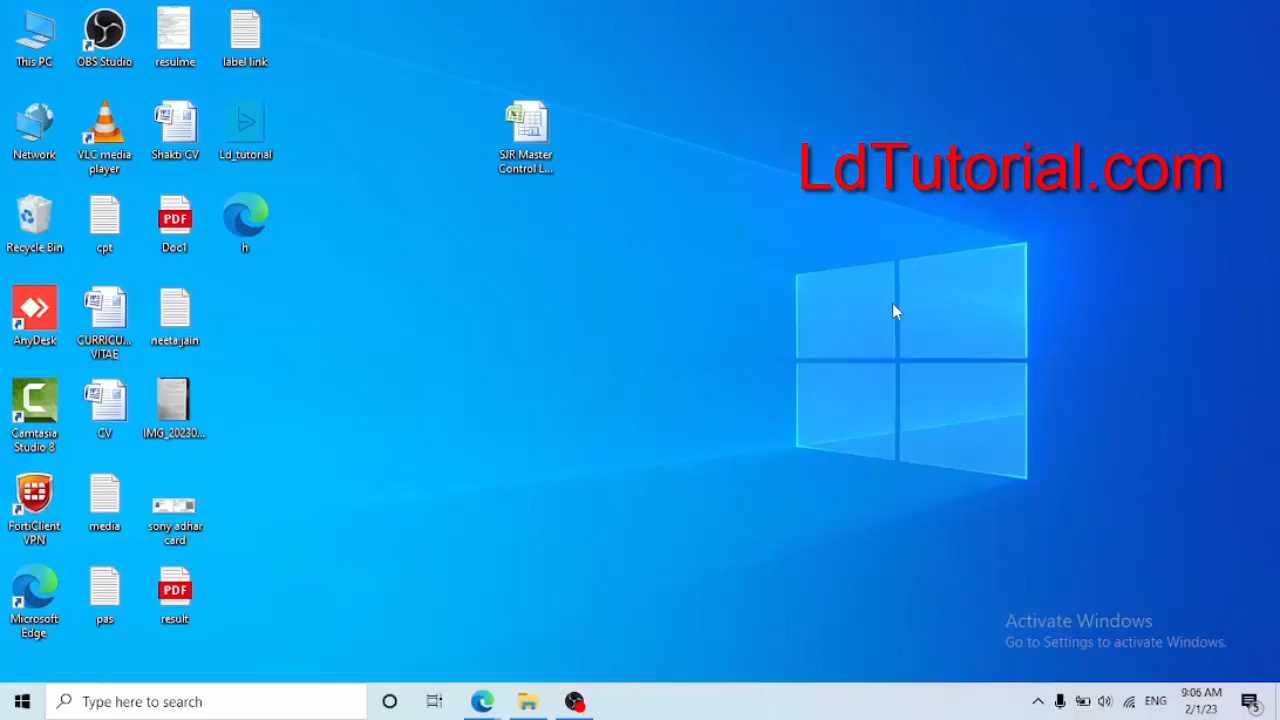 This PC
OBS Studio
resulme
label link
Network
VLC media
player
Shakti CV
Ld_tutorial
SJR Master
Control L...
LdTutorial.com
Recycle Bin
cpt
PDF
Doc1
h
AnyDesk
CURRICU...
VITAE
neeta jain
Camtasia
Studio 8
CV
IMG_20230...
FortiClient
VPN
media
sony adhar
card
Microsoft
Edge
pas
PDF
result
Activate Windows
Go to Settings to activate Windows.
Type here to search
ENG
9:06 AM
2/1/23
5